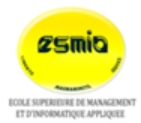 esmia
ECOLE SUPERIEURE DE MANAGEMENT
ET D'INFORMATIQUE APPLIQUEE